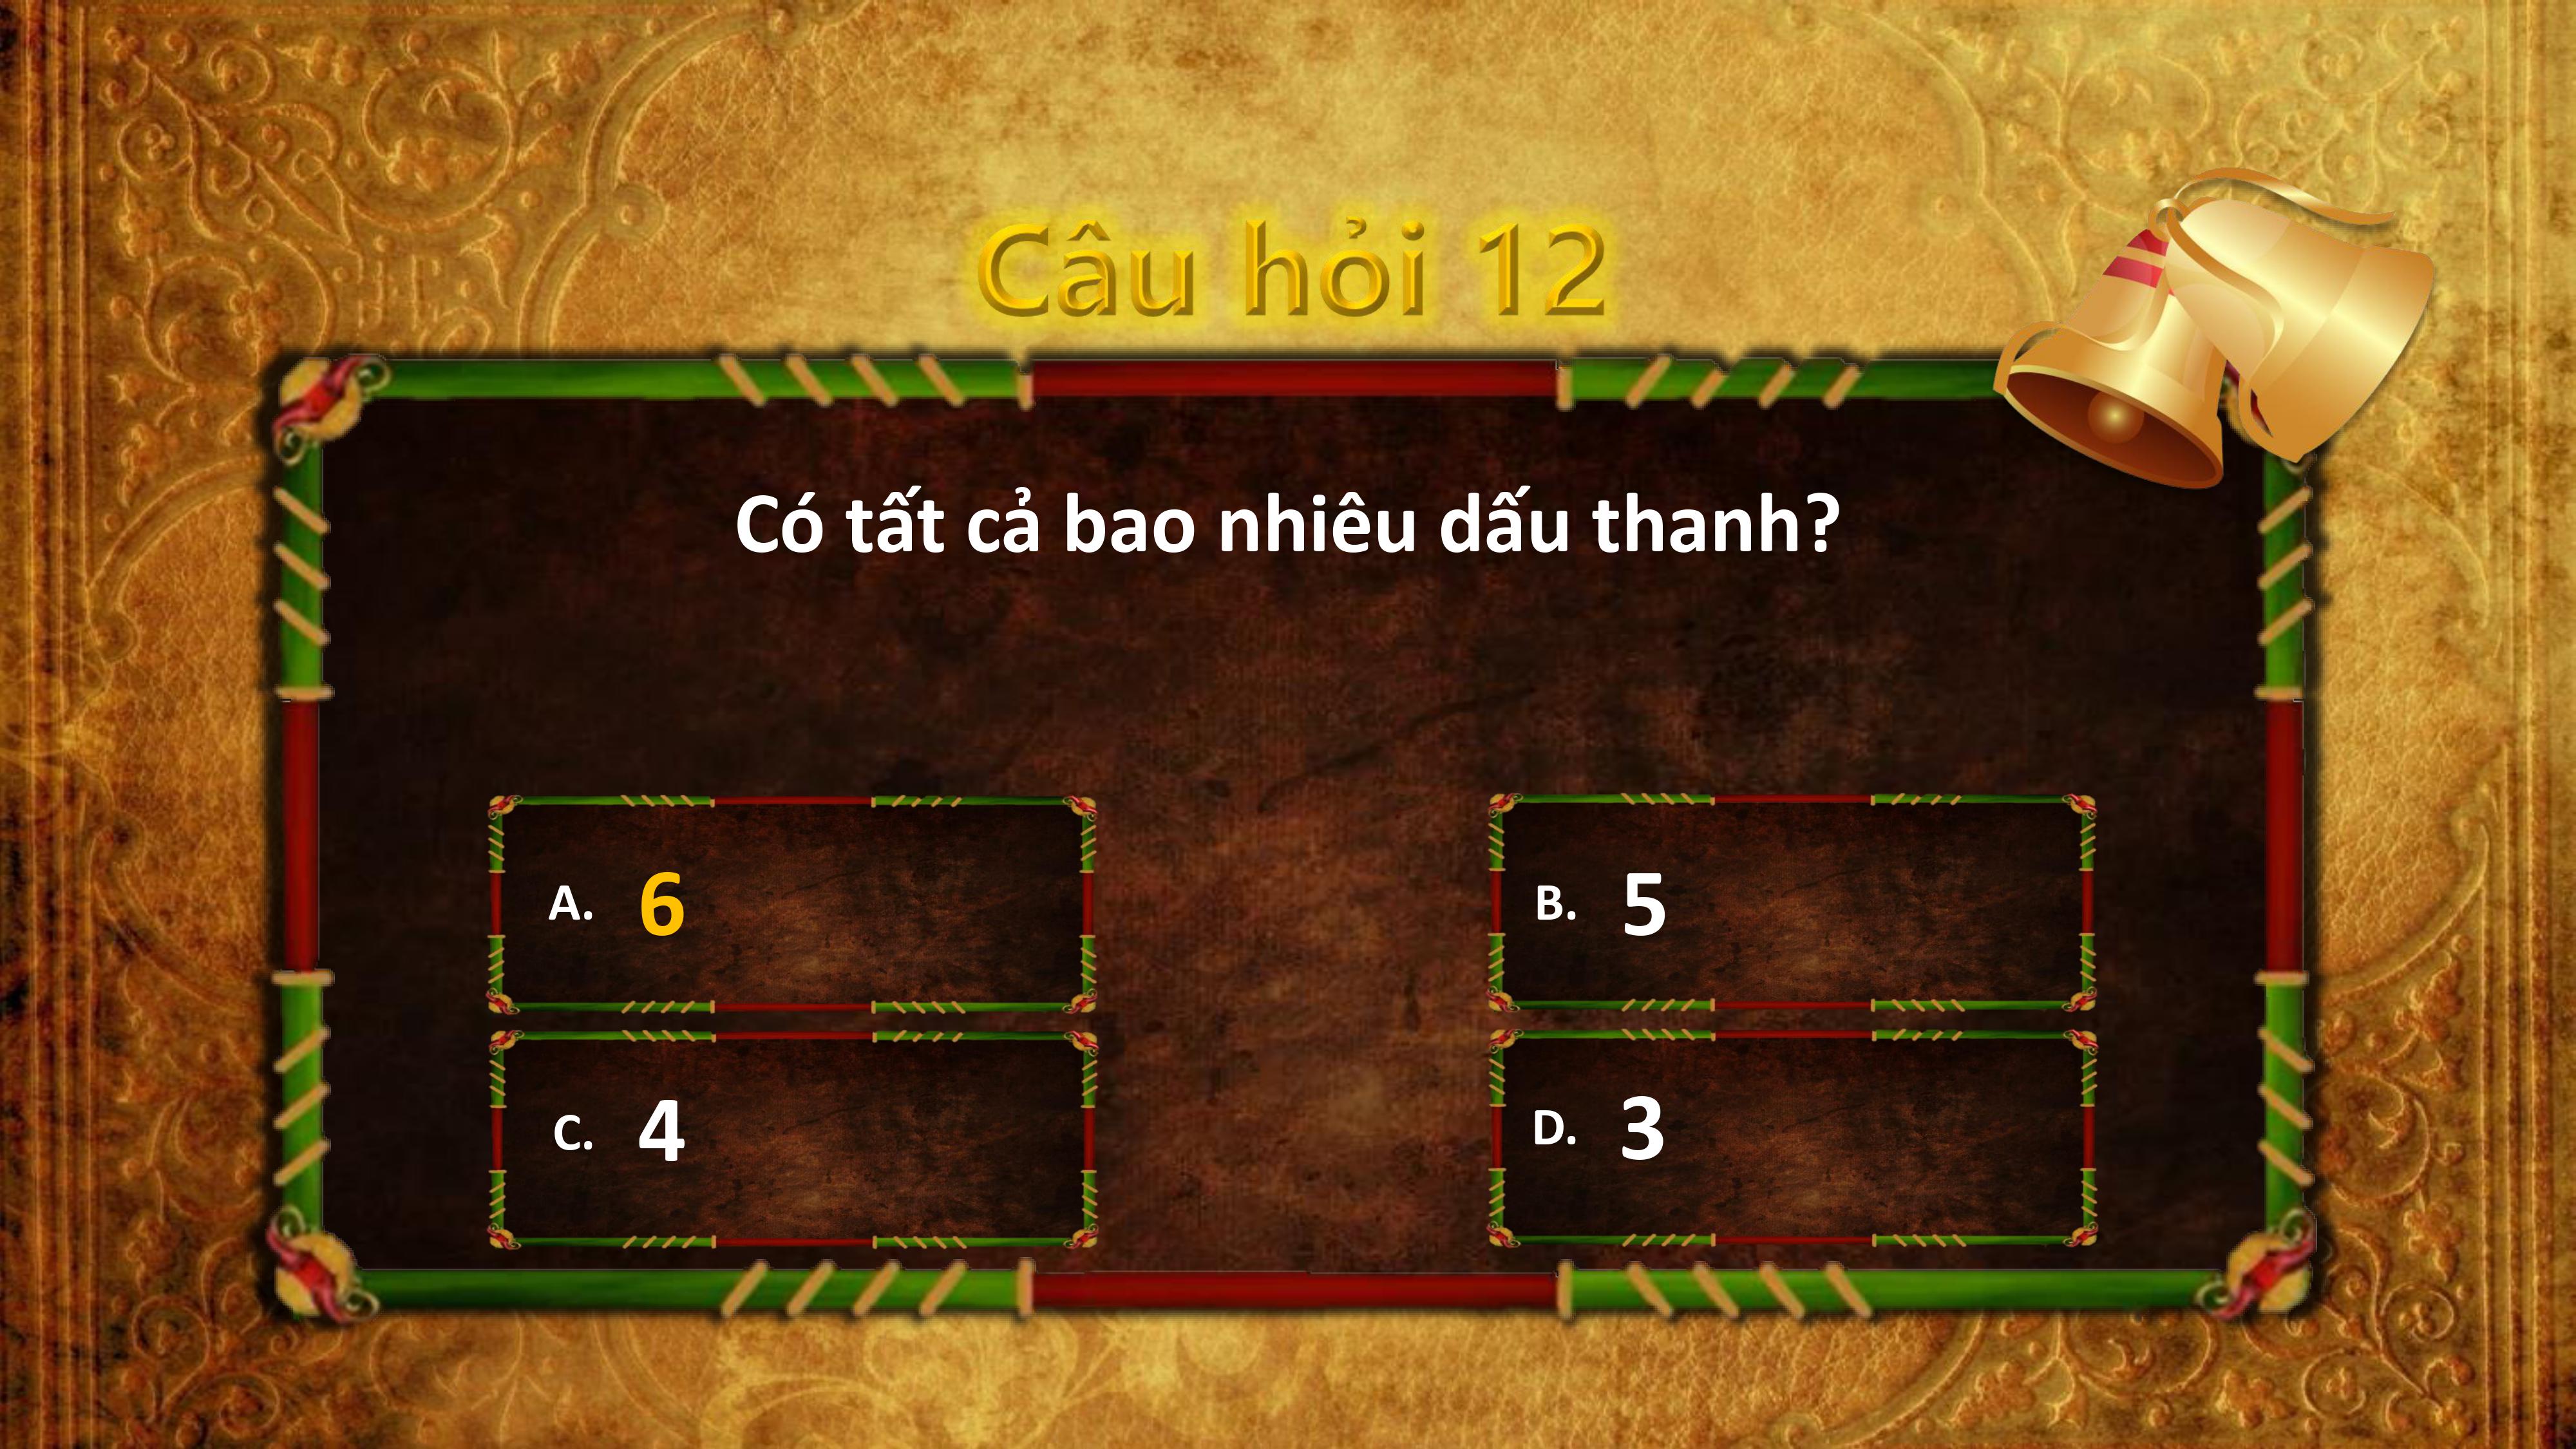 Câu hỏi 12
Có tất cả bao nhiêu dấu thanh?
A. 6
B. 5
C. 4
D. 3